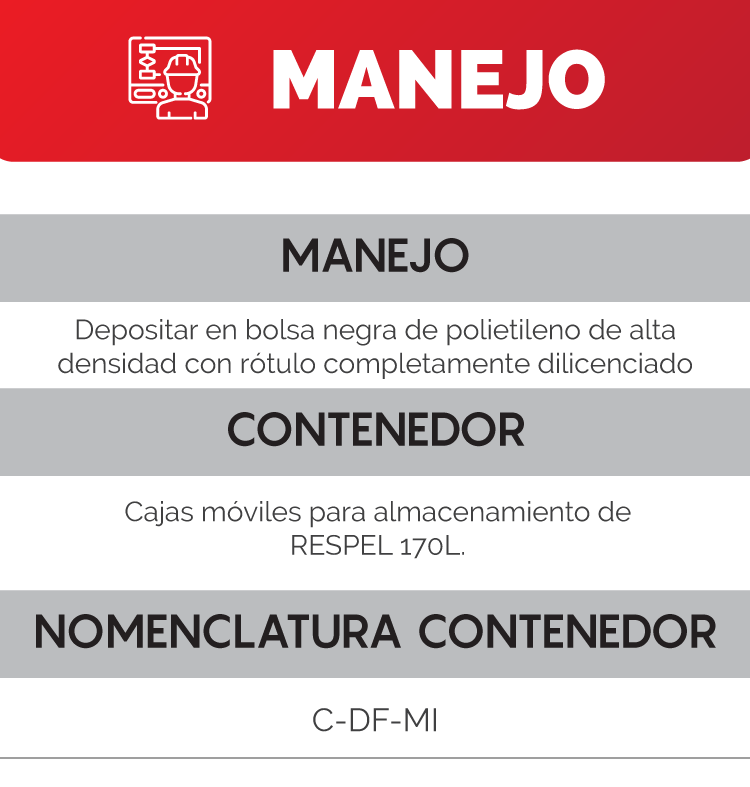 MANEJO
MANEJO
Depositar en bolsa negra de polietileno de alta
densidad con rótulo completamente dilicenciado
CONTENEDOR
Cajas móviles para almacenamiento de
RESPEL 170L.
NOMENCLATURA CONTENEDOR
C-DF-MI